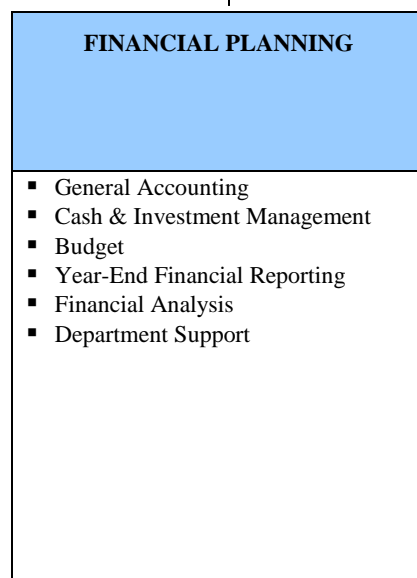 FINANCIAL PLANNING
▪ General Accounting
▪ Cash & Investment Management
▪ Budget
▪ Year-End Financial Reporting
▪ Financial Analysis
▪ Department Support